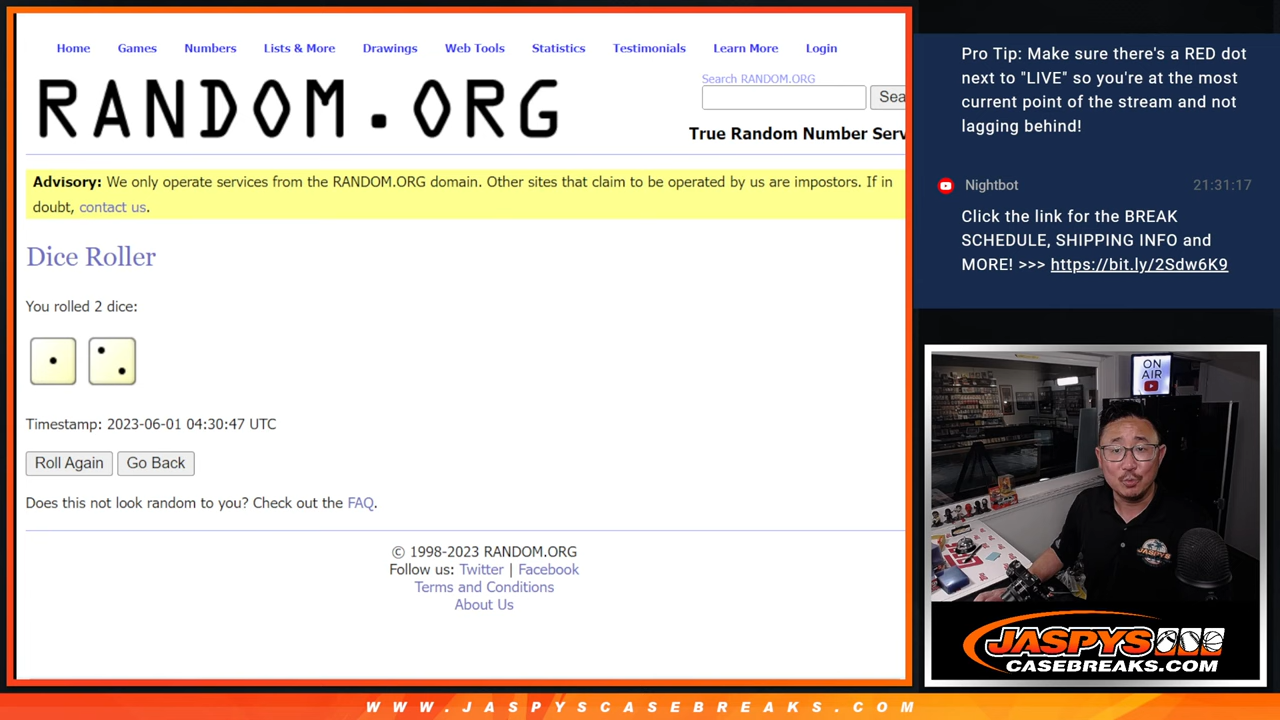 Home Games Numbers Lists & More Drawings Web Tools Statistics Testimonials Learn More Login
RANDOM.ORG
Search RANDOM.ORG
Sea
True Random Number Serv
Advisory: We only operate services from the RANDOM.ORG domain. Other sites that claim to be operated by us are impostors. If in
doubt, contact us.
Dice Roller
You rolled 2 dice:
Timestamp: 2023-06-01 04:30:47 UTC
Roll Again Go Back
Does this not look random to you? Check out the FAQ.
© 1998-2023 RANDOM.ORG
Follow us: Twitter | Facebook
Terms and Conditions
About Us
Pro Tip: Make sure there's a RED dot
next to "LIVE" so you're at the most
current point of the stream and not
lagging behind!
Nightbot 21:31:17
Click the link for the BREAK
SCHEDULE, SHIPPING INFO and
MORE! >>> https://bit.ly/2Sdw6K9
ON
AIR
JASPY'S
JASPYS
CASEBREAKS.COM
WWW.JASPYSCASEBREAKS.COM